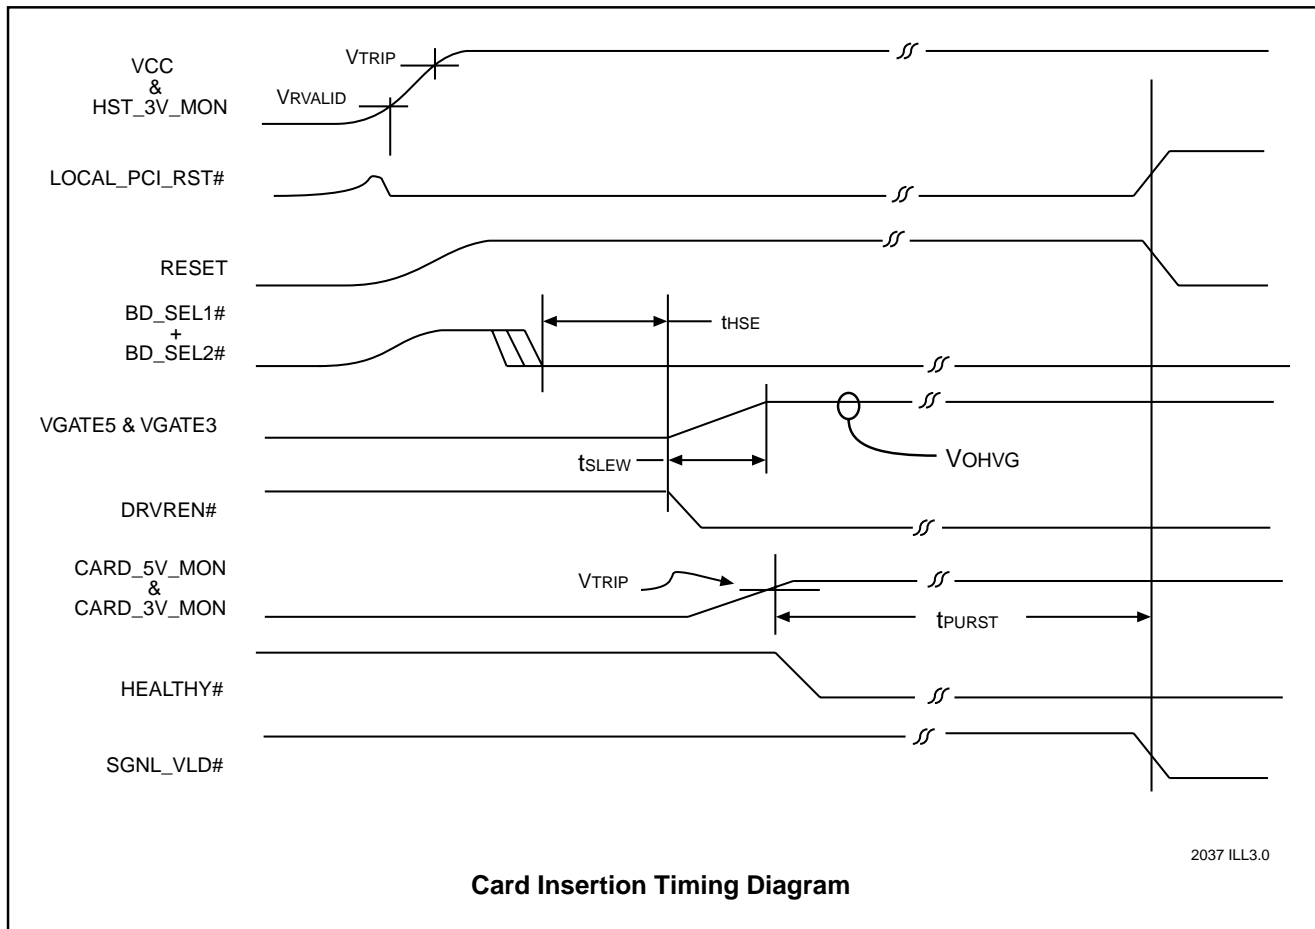 VTRIP
VCC
&
HST_3V_MON
VRVALID
LOCAL_PCI_RST#
RESET
BD_SEL1#
+
BD_SEL2#
tHSE
VGATE5 & VGATE3
tSLEW
VOHVG
DRVREN#
CARD_5V_MON
&
CARD_3V_MON
VTRIP
tPURST
HEALTHY#
SGNL_VLD#
2037 ILL3.0
Card Insertion Timing Diagram